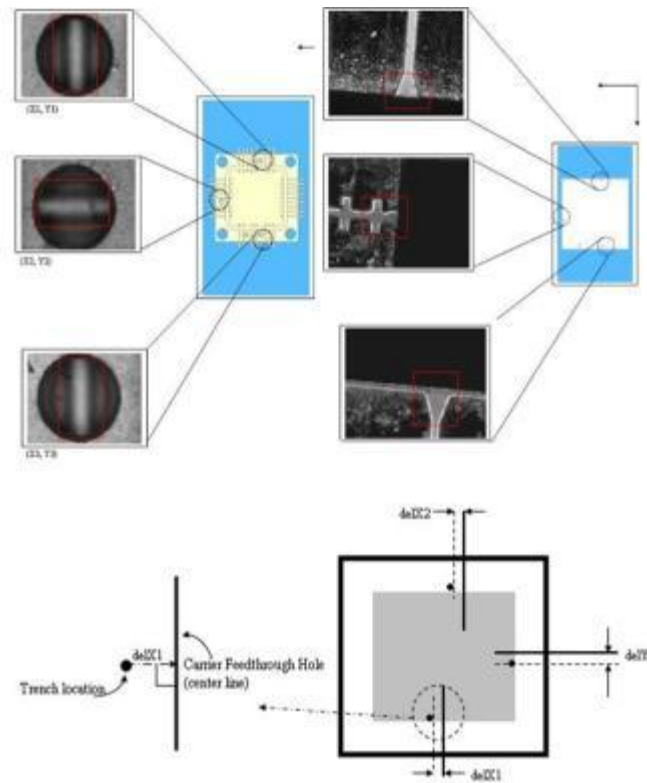 (X1, Y1)
(X2, Y2)
(X3, Y3)
delX2
delX1
Carrier Feedthrough Hole
(center line)
Trench location
delY
delX1